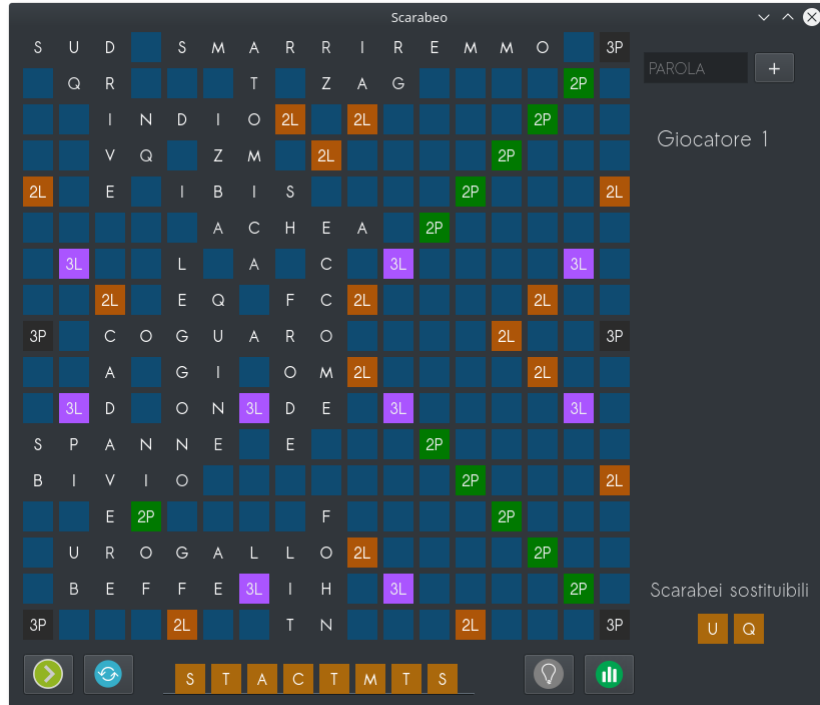 Scarabeo
S U D S M A R R I R E M M O 3P
PAROLA +
Q R T Z A G 2P
I N D I O 2L 2L 2P
Giocatore 1
V Q Z M 2L 2P
2L E I B I S 2P 2L
A C H E A 2P
3L L A C 3L 3L
2L E Q F C 2L 2L
3P C O G U A R O 2L 3P
A G I O M 2L 2L
3L D O N 3L D E 3L 3L
S P A N N E E 2P
B I V I O 2P 2L
E 2P F 2P
U R O G A L L O 2L 2P
B E F F E 3L I H 3L 2P
Scarabei sostituibili
3P 2L T N 2L 3P
U Q
S T A C T M T S